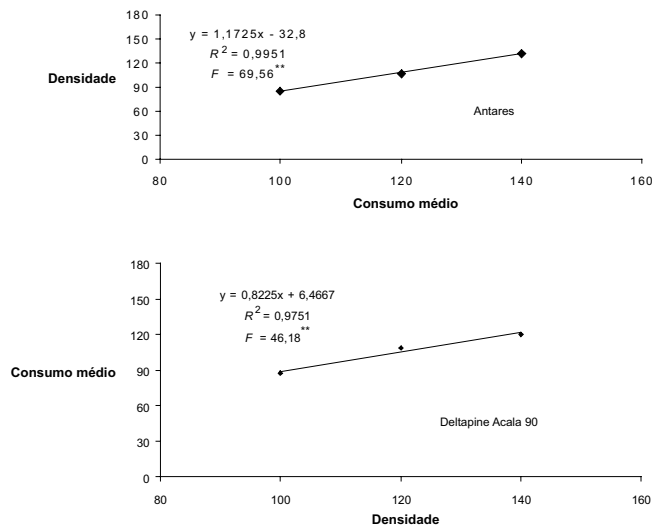 180
y = 1,1725x - 32,8
150
R² = 0,9951
120
F = 69,56**
Densidade
90
60
Antares
30
0
80 100 120 140 160
Consumo médio
180
150
y = 0,8225x + 6,4667
R² = 0,9751
120
F = 46,18**
Consumo médio
90
60
Deltapine Acala 90
30
0
80 100 120 140 160
Densidade